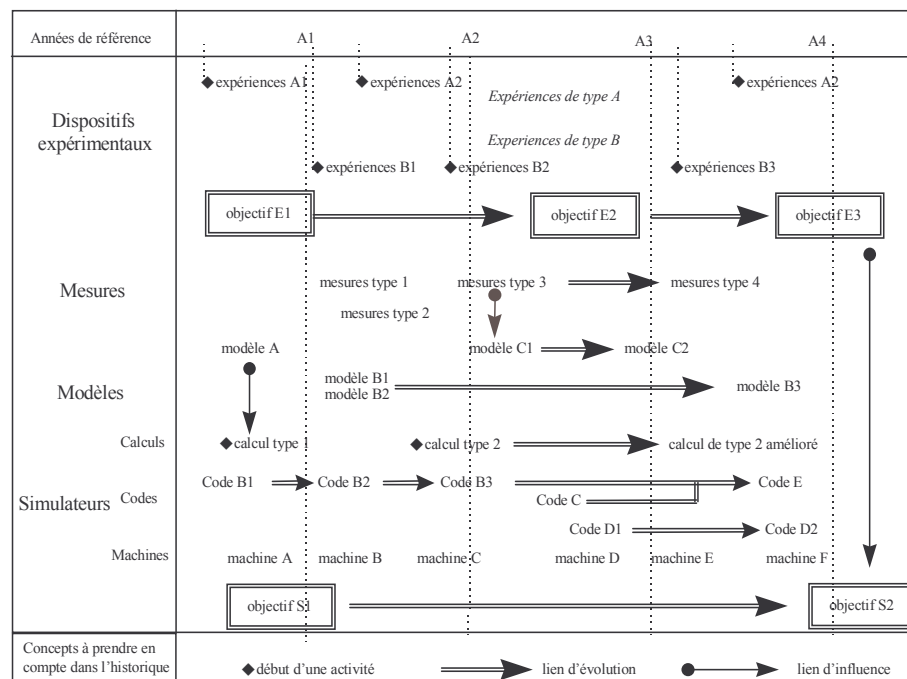 Années de référence
A1
A2
A3
A4
expériences A1
expériences A2
expériences A2
Expériences de type A
Dispositifs
expérimentaux
Experiences de type B
expériences B1
expériences B2
expériences B3
objectif E1
objectif E2
objectif E3
Mesures
mesures type 1
mesures type 3
mesures type 4
mesures type 2
modèle A
modèle C1
modèle C2
Modèles
modèle B1
modèle B2
modèle B3
Calculs
calcul type 1
calcul type 2
calcul de type 2 amélioré
Code B1
Code B2
Code B3
Code E
Simulateurs
Codes
Code C
Code D1
Code D2
Machines
machine A
machine B
machine C
machine D
machine E
machine F
objectif S1
objectif S2
Concepts à prendre en
compte dans l'historique
début d'une activité
lien d'évolution
lien d'influence